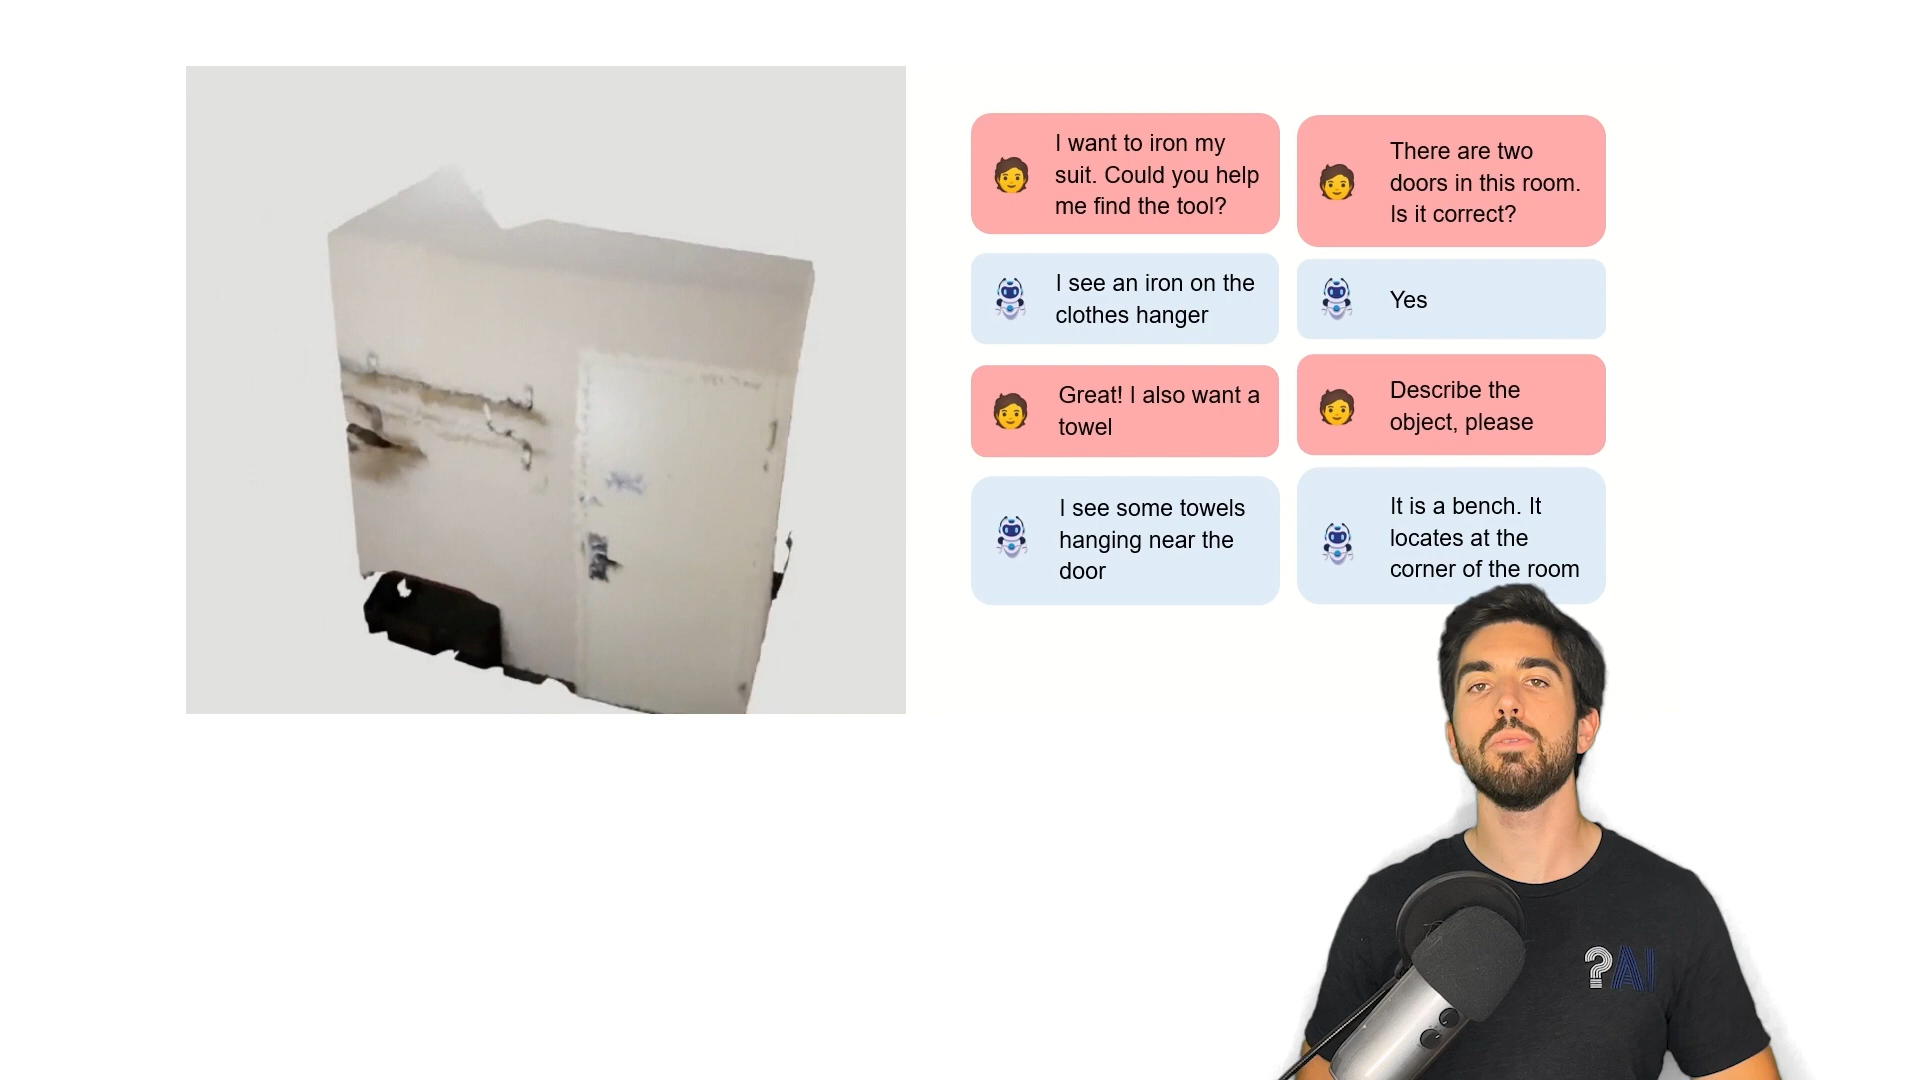 I want to iron my
suit. Could you help
me find the tool?
I see an iron on the
clothes hanger
Great! I also want a
towel
I see some towels
hanging near the
door
There are two
doors in this room.
Is it correct?
Yes
Describe the
object, please
It is a bench. It
locates at the
corner of the room
?AI